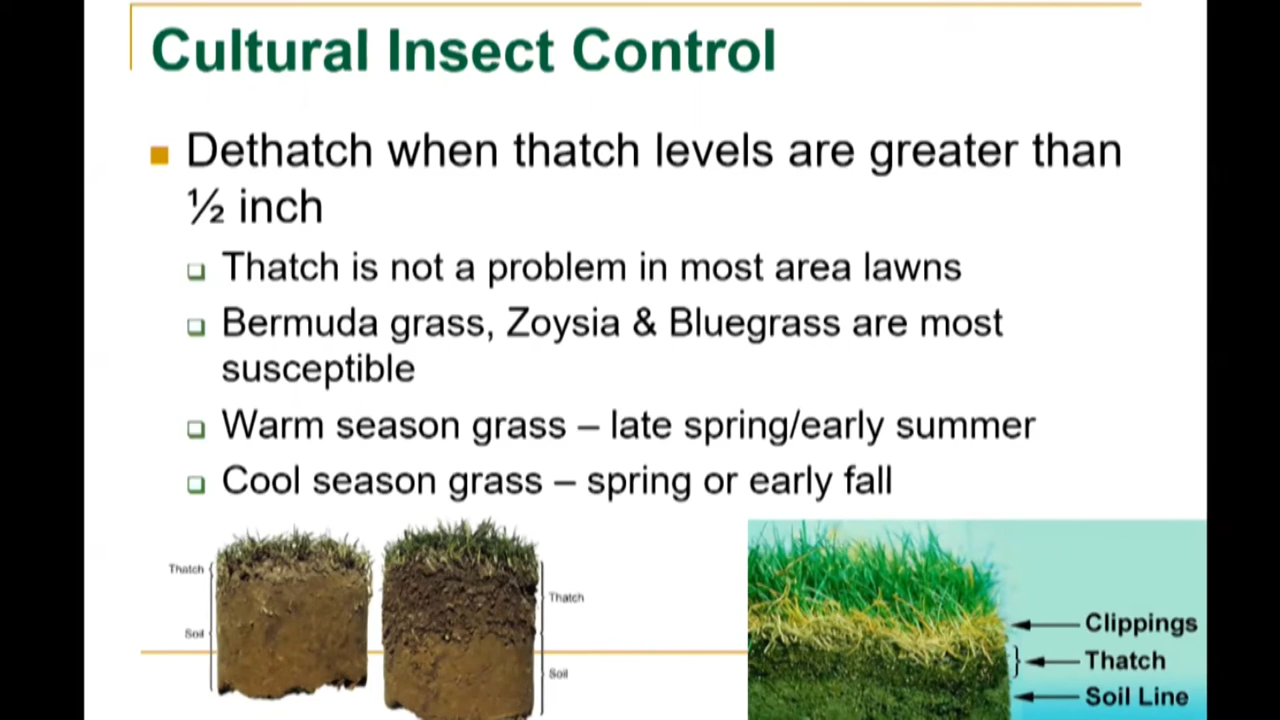 Cultural Insect Control
Dethatch when thatch levels are greater than
½ inch
Thatch is not a problem in most area lawns
Bermuda grass, Zoysia & Bluegrass are most
susceptible
Warm season grass – late spring/early summer
Cool season grass – spring or early fall
Thatch
Soil
Thatch
Soil
Clippings
Thatch
Soil Line